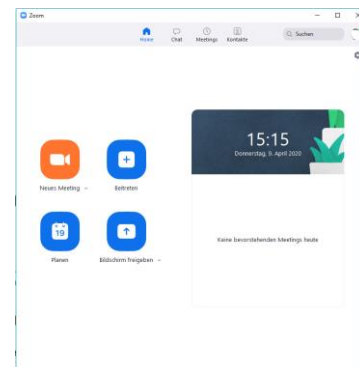 Zoom
Home Chat Meetings Kontakte
Suchen
15:15
Donnerstag, 9. April 2020
Neues Meeting
Beitreten
19
Planen
Bildschirm freigeben
Keine bevorstehenden Meetings heute